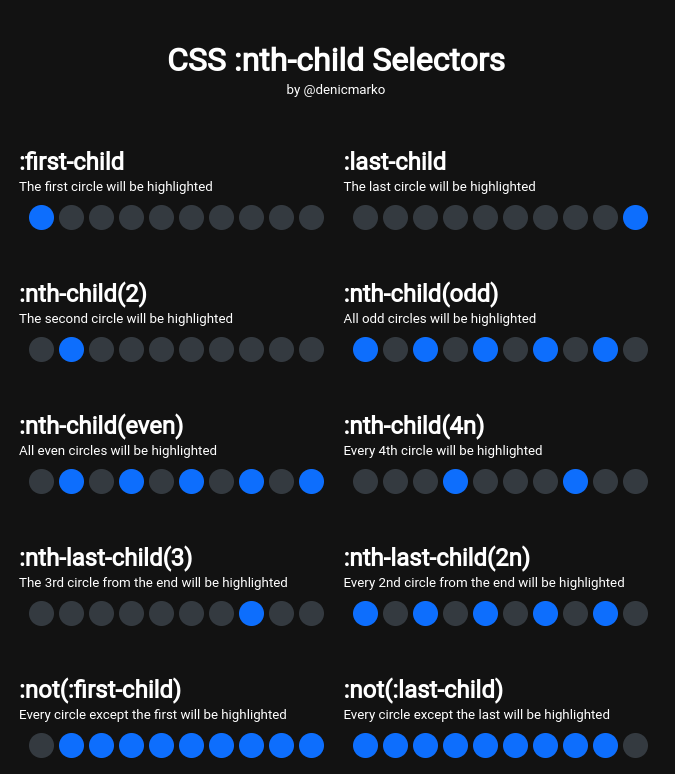 CSS :nth-child Selectors
by @denicmarko
:first-child
The first circle will be highlighted
:last-child
The last circle will be highlighted
:nth-child(2)
The second circle will be highlighted
:nth-child(odd)
All odd circles will be highlighted
:nth-child(even)
All even circles will be highlighted
:nth-child(4n)
Every 4th circle will be highlighted
:nth-last-child(3)
The 3rd circle from the end will be highlighted
:nth-last-child(2n)
Every 2nd circle from the end will be highlighted
:not(:first-child)
Every circle except the first will be highlighted
:not(:last-child)
Every circle except the last will be highlighted